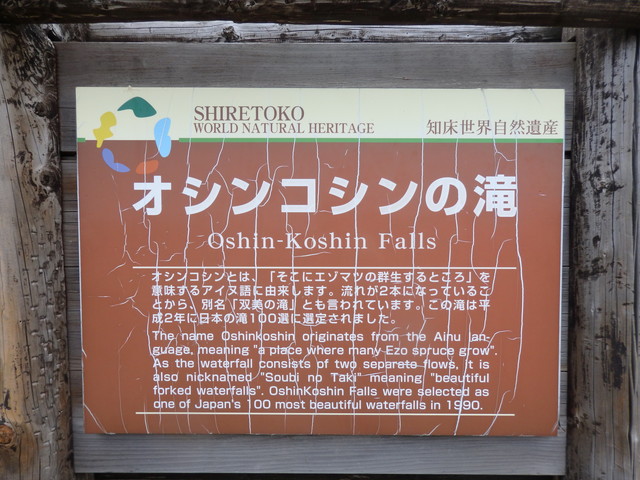 SHIRETOKO
WORLD NATURAL HERITAGE
知床世界自然遺産
オシンコシンの滝
Oshin-Koshin Falls
オシンコシンとは、「そこにエゾマツの群生するところ」を
意味するアイヌ語に由来します。流れが2本になっているこ
とから、別名「双美の滝」とも言われています。この滝は平
成2年に日本の滝100選に選定されました。
The name Oshinkoshin originates from the Ainu lan-
guage, meaning "a place where many Ezo spruce grow".
As the waterfall consists of two separate flows, it is
also nicknamed "Soubi no Taki" meaning "beautiful
forked waterfalls". OshinKoshin Falls were selected as
one of Japan's 100 most beautiful waterfalls in 1990.